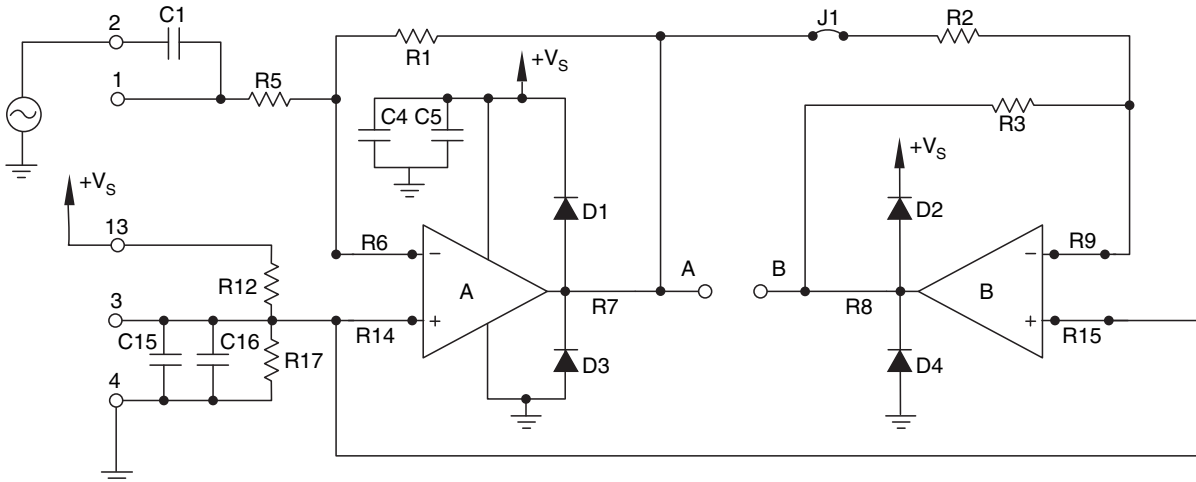 2
C1
J1
R2
R1
+VS
1
R5
R3
C4
C5
+VS
+VS
D1
D2
13
R6
−
−
R9
R12
A
A
B
B
R7
R8
3
R14
+
+
R15
C15
C16
R17
D3
D4
4